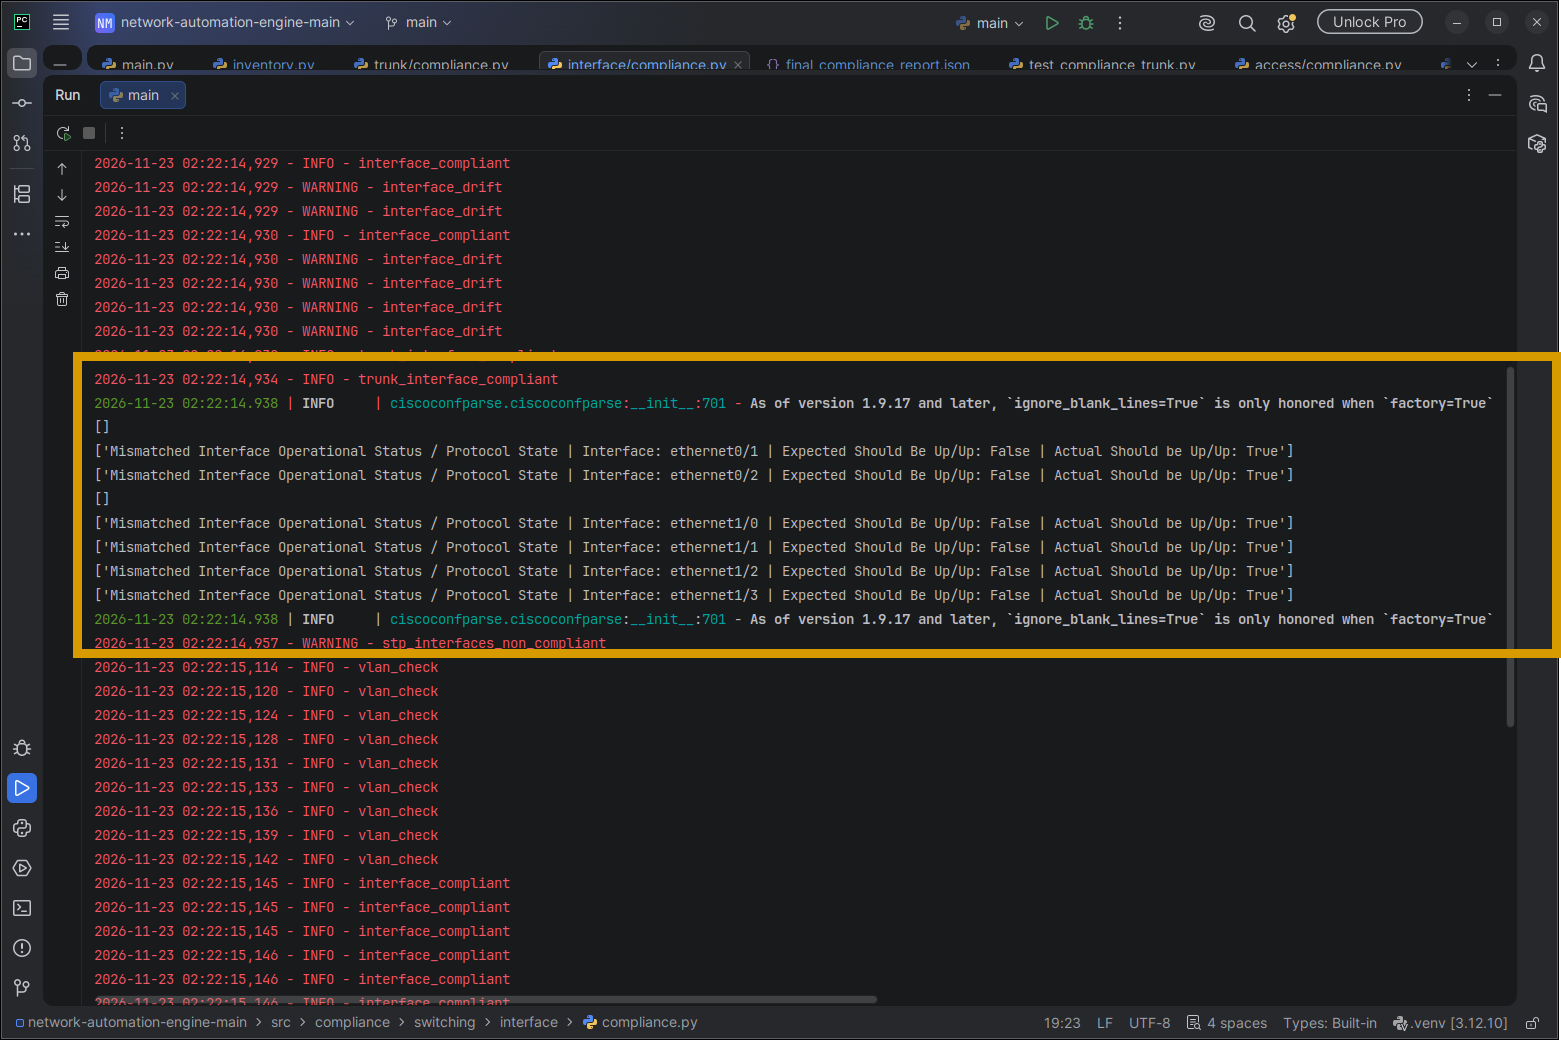 PC NM network-automation-engine-main main main Unlock Pro
main.py inventory.py trunk/compliance.py interface/compliance.py {} final_compliance_report.json test_compliance_trunk.py access/compliance.py
Run main
2026-11-23 02:22:14,929 - INFO - interface_compliant
2026-11-23 02:22:14,929 - WARNING - interface_drift
2026-11-23 02:22:14,929 - WARNING - interface_drift
2026-11-23 02:22:14,930 - INFO - interface_compliant
2026-11-23 02:22:14,930 - WARNING - interface_drift
2026-11-23 02:22:14,930 - WARNING - interface_drift
2026-11-23 02:22:14,930 - WARNING - interface_drift
2026-11-23 02:22:14,930 - WARNING - interface_drift
2026-11-23 02:22:14,934 - INFO - trunk_interface_compliant
2026-11-23 02:22:14.938 | INFO     | ciscoconfparse.ciscoconfparse:__init__:701 - As of version 1.9.17 and later, `ignore_blank_lines=True` is only honored when `factory=True`
[]
['Mismatched Interface Operational Status / Protocol State | Interface: ethernet0/1 | Expected Should Be Up/Up: False | Actual Should be Up/Up: True']
['Mismatched Interface Operational Status / Protocol State | Interface: ethernet0/2 | Expected Should Be Up/Up: False | Actual Should be Up/Up: True']
[]
['Mismatched Interface Operational Status / Protocol State | Interface: ethernet1/0 | Expected Should Be Up/Up: False | Actual Should be Up/Up: True']
['Mismatched Interface Operational Status / Protocol State | Interface: ethernet1/1 | Expected Should Be Up/Up: False | Actual Should be Up/Up: True']
['Mismatched Interface Operational Status / Protocol State | Interface: ethernet1/2 | Expected Should Be Up/Up: False | Actual Should be Up/Up: True']
['Mismatched Interface Operational Status / Protocol State | Interface: ethernet1/3 | Expected Should Be Up/Up: False | Actual Should be Up/Up: True']
2026-11-23 02:22:14.938 | INFO     | ciscoconfparse.ciscoconfparse:__init__:701 - As of version 1.9.17 and later, `ignore_blank_lines=True` is only honored when `factory=True`
2026-11-23 02:22:14,957 - WARNING - stp_interfaces_non_compliant
2026-11-23 02:22:15,114 - INFO - vlan_check
2026-11-23 02:22:15,120 - INFO - vlan_check
2026-11-23 02:22:15,124 - INFO - vlan_check
2026-11-23 02:22:15,128 - INFO - vlan_check
2026-11-23 02:22:15,131 - INFO - vlan_check
2026-11-23 02:22:15,133 - INFO - vlan_check
2026-11-23 02:22:15,136 - INFO - vlan_check
2026-11-23 02:22:15,139 - INFO - vlan_check
2026-11-23 02:22:15,142 - INFO - vlan_check
2026-11-23 02:22:15,145 - INFO - interface_compliant
2026-11-23 02:22:15,145 - INFO - interface_compliant
2026-11-23 02:22:15,145 - INFO - interface_compliant
2026-11-23 02:22:15,146 - INFO - interface_compliant
2026-11-23 02:22:15,146 - INFO - interface_compliant
2026-11-23 02:22:15,146 - INFO - interface_compliant
network-automation-engine-main > src > compliance > switching > interface > compliance.py 19:23 LF UTF-8 4 spaces Types: Built-in .venv [3.12.10]